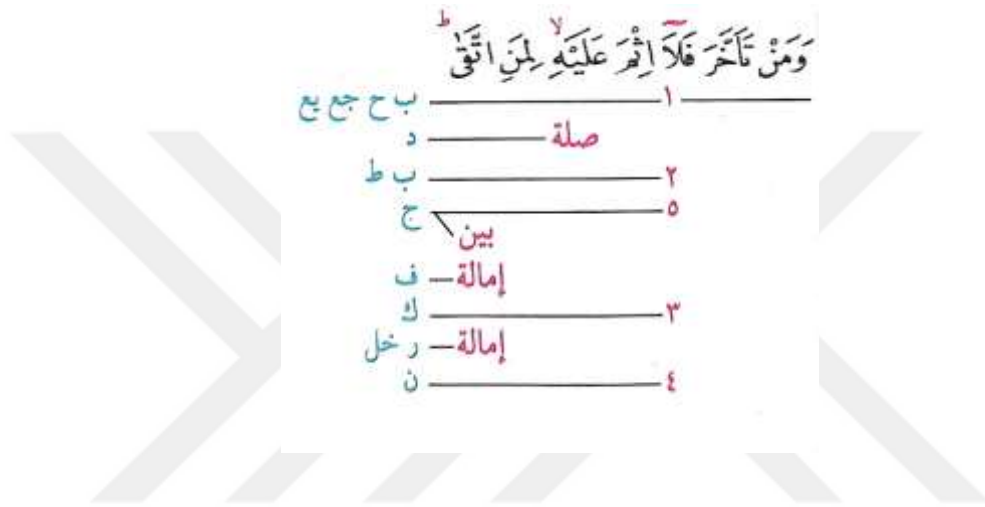 وَمَنْ تَاَخَّرَ فَلَٓا اِثْمَ عَلَيْهِۙ لِمَنِ اتَّقٰىۜ
١ ب ح جع يع
صلة د
٢ ب ط
٥ ج
بين
إمالة ف
٣ ك
إمالة ر خل
٤ ن